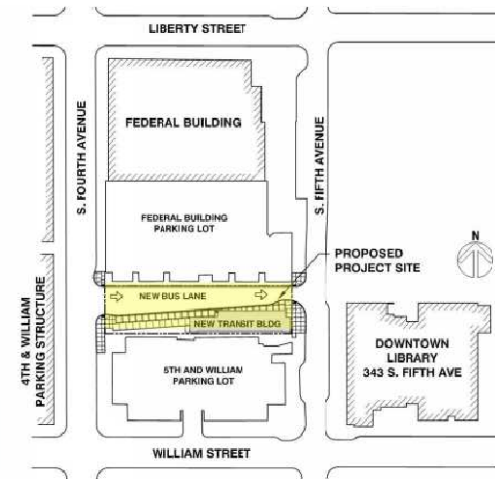 LIBERTY STREET
S. FOURTH AVENUE
FEDERAL BUILDING
S. FIFTH AVENUE
FEDERAL BUILDING
PARKING LOT
N
PROPOSED
PROJECT SITE
NEW BUS LANE
NEW TRANSIT BLDG
4TH & WILLIAM
PARKING STRUCTURE
5TH AND WILLIAM
PARKING LOT
DOWNTOWN
LIBRARY
343 S. FIFTH AVE
WILLIAM STREET